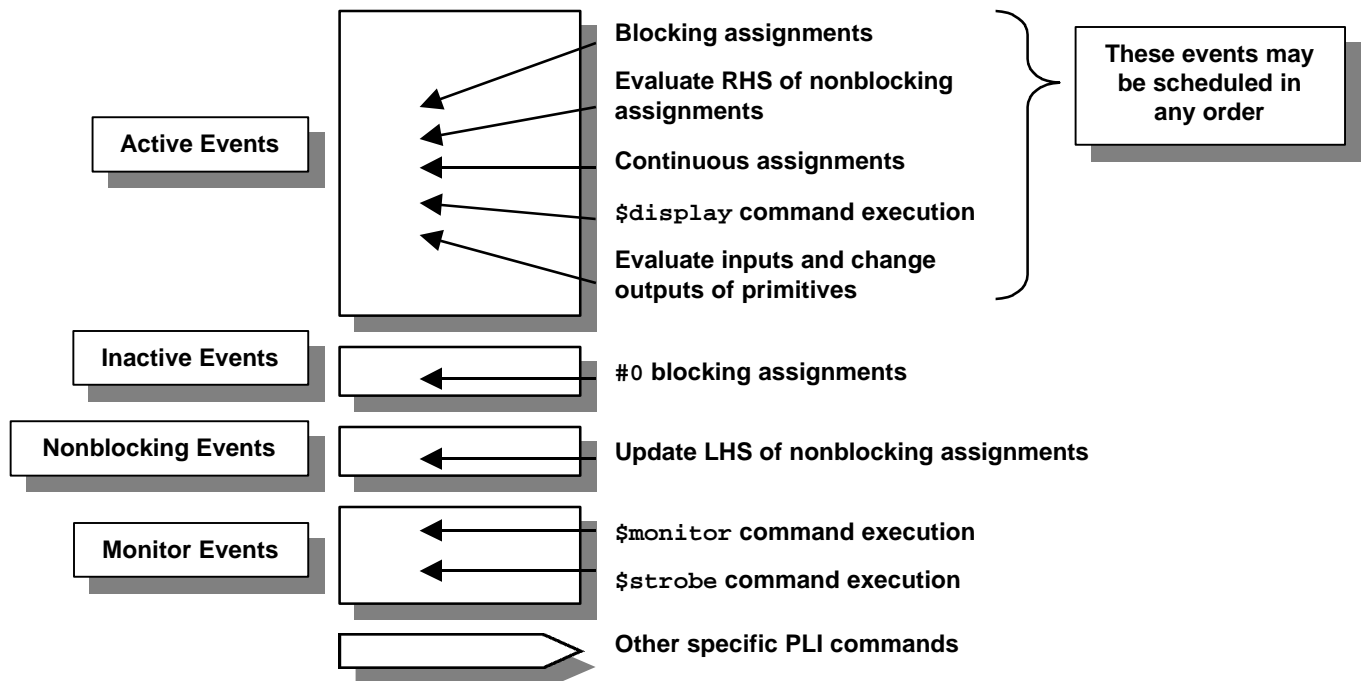 Active Events
Blocking assignments
Evaluate RHS of nonblocking
assignments
Continuous assignments
$display command execution
Evaluate inputs and change
outputs of primitives
These events may
be scheduled in
any order
Inactive Events
#0 blocking assignments
Nonblocking Events
Update LHS of nonblocking assignments
Monitor Events
$monitor command execution
$strobe command execution
Other specific PLI commands